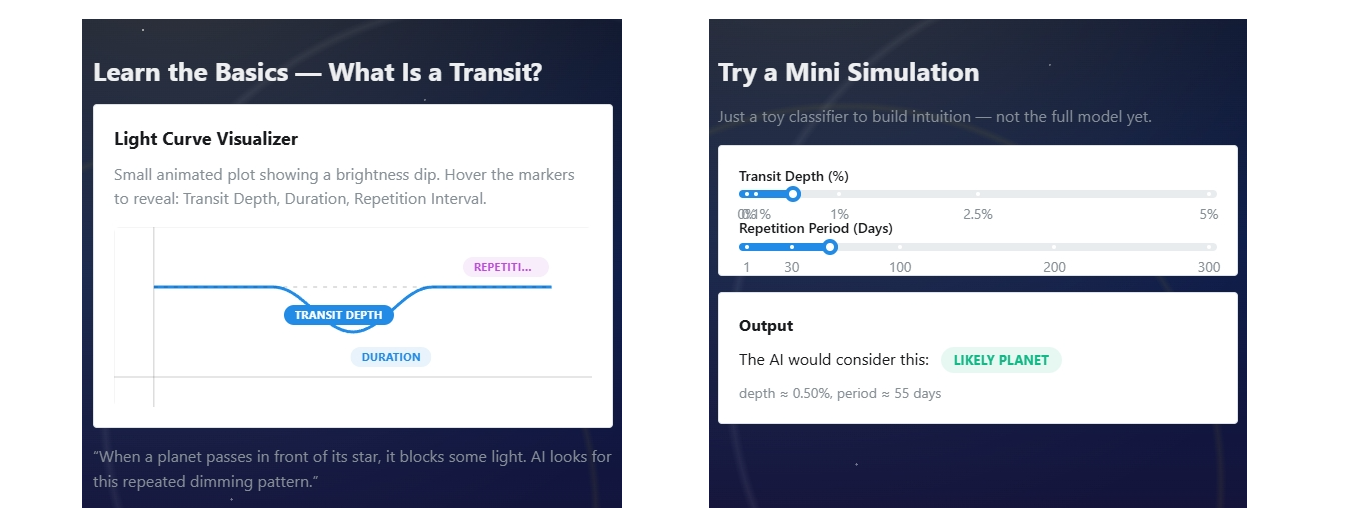 Learn the Basics — What Is a Transit?
Light Curve Visualizer
Small animated plot showing a brightness dip. Hover the markers
to reveal: Transit Depth, Duration, Repetition Interval.
REPETITI...
TRANSIT DEPTH
DURATION
“When a planet passes in front of its star, it blocks some light. AI looks for
this repeated dimming pattern.”
Try a Mini Simulation
Just a toy classifier to build intuition — not the full model yet.
Transit Depth (%)
0% 0.1% 1% 2.5% 5%
Repetition Period (Days)
1 30 100 200 300
Output
The AI would consider this: LIKELY PLANET
depth ≈ 0.50%, period ≈ 55 days